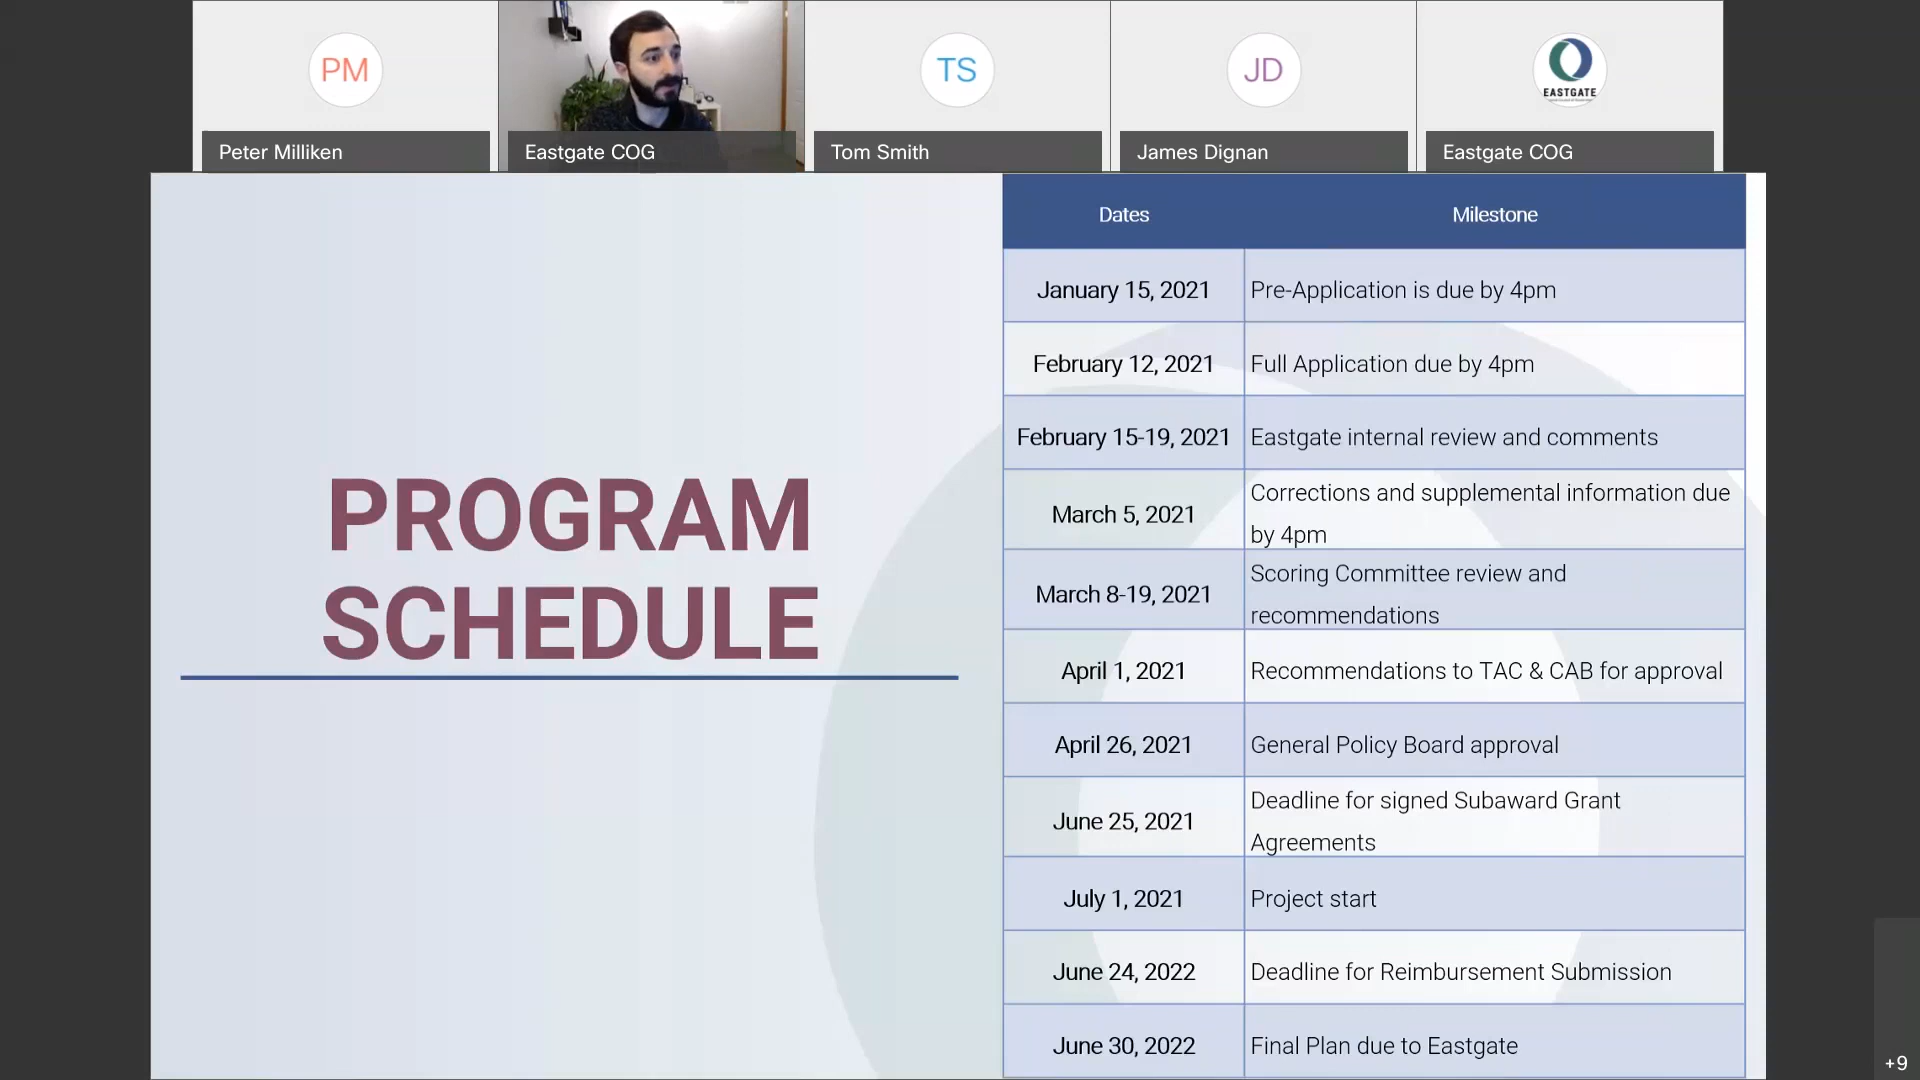 PM
TS
JD
EASTGATE
Peter Milliken
Eastgate COG
Tom Smith
James Dignan
Eastgate COG
PROGRAM
SCHEDULE
Dates
Milestone
January 15, 2021
Pre-Application is due by 4pm
February 12, 2021
Full Application due by 4pm
February 15-19, 2021
Eastgate internal review and comments
March 5, 2021
Corrections and supplemental information due
by 4pm
March 8-19, 2021
Scoring Committee review and
recommendations
April 1, 2021
Recommendations to TAC & CAB for approval
April 26, 2021
General Policy Board approval
June 25, 2021
Deadline for signed Subaward Grant
Agreements
July 1, 2021
Project start
June 24, 2022
Deadline for Reimbursement Submission
June 30, 2022
Final Plan due to Eastgate
+9